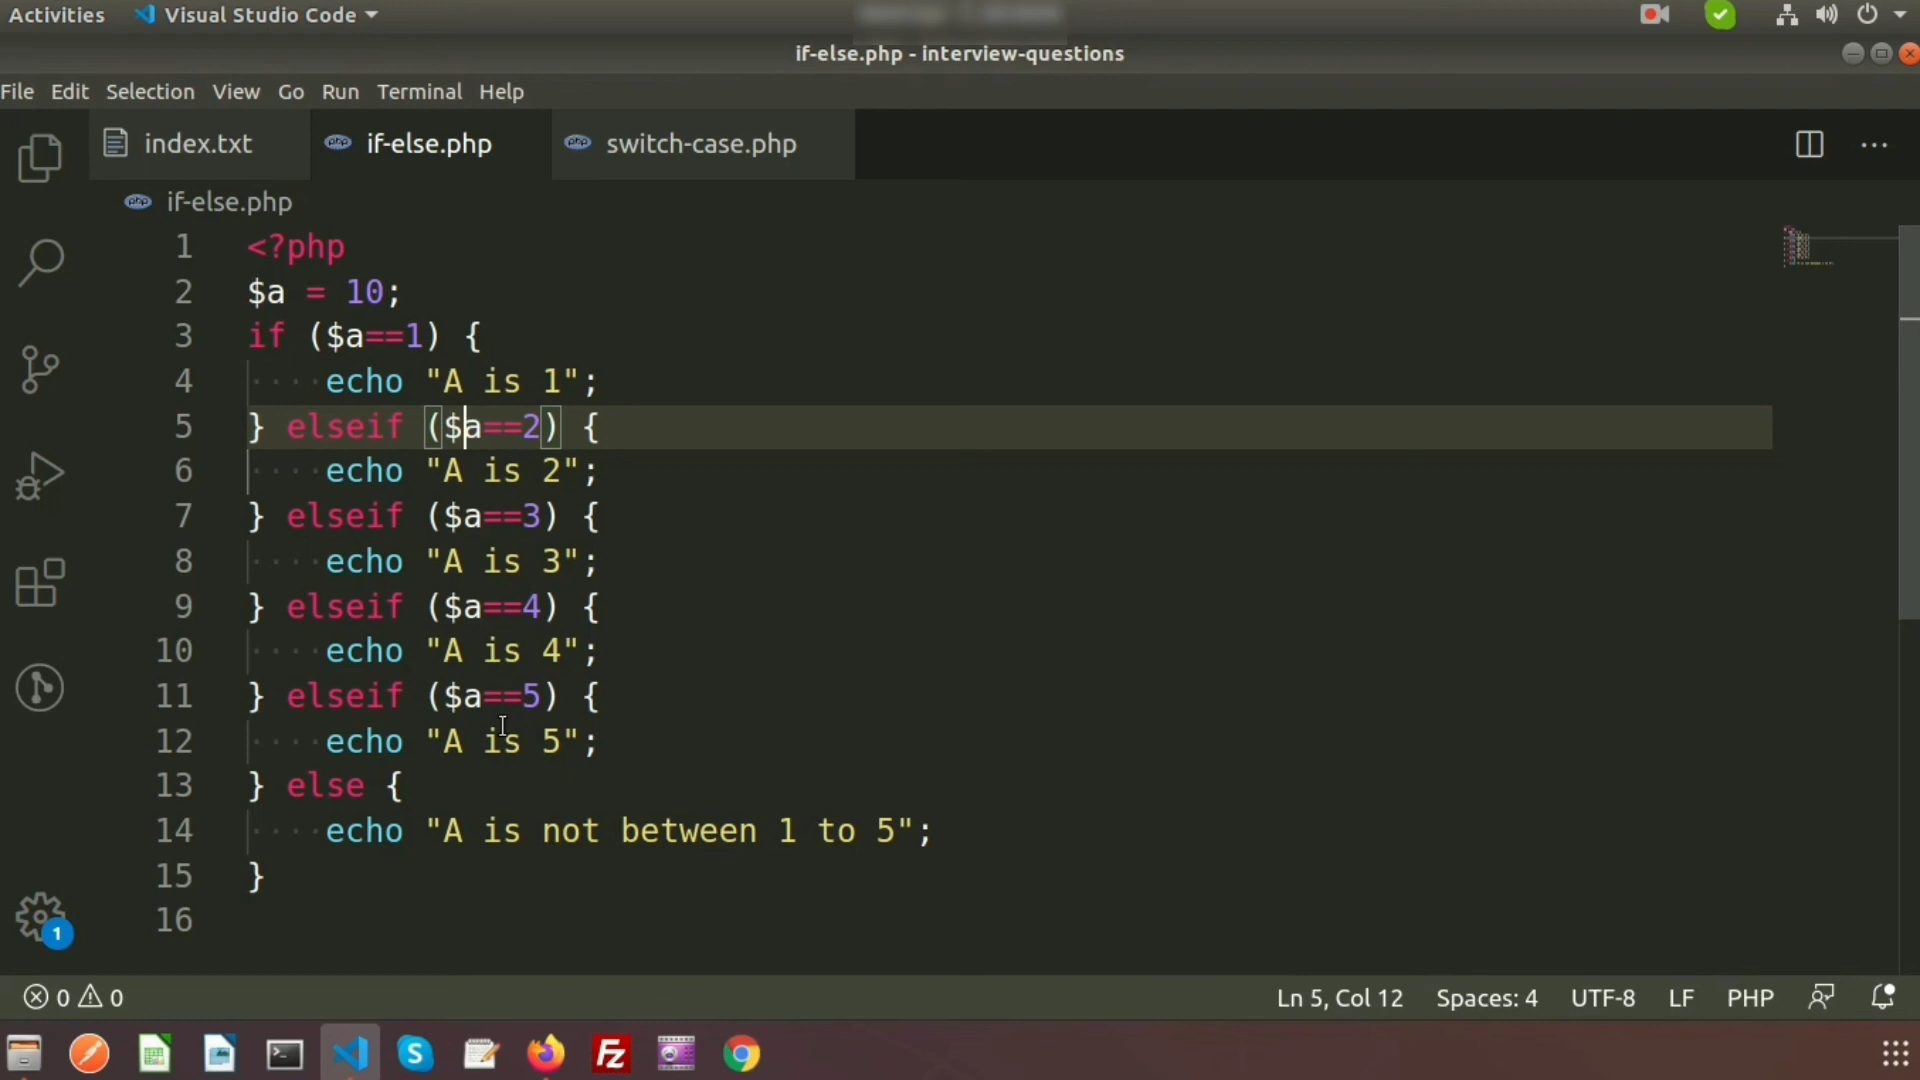 Activities Visual Studio Code
if-else.php - interview-questions
File Edit Selection View Go Run Terminal Help
index.txt if-else.php switch-case.php
if-else.php
1 <?php
2 $a = 10;
3 if ($a==1) {
4 ····echo "A is 1";
5 } elseif ($a==2) {
6 ····echo "A is 2";
7 } elseif ($a==3) {
8 ····echo "A is 3";
9 } elseif ($a==4) {
10 ····echo "A is 4";
11 } elseif ($a==5) {
12 ····echo "A is 5";
13 } else {
14 ····echo "A is not between 1 to 5";
15 }
16
1
0 0 Ln 5, Col 12 Spaces: 4 UTF-8 LF PHP